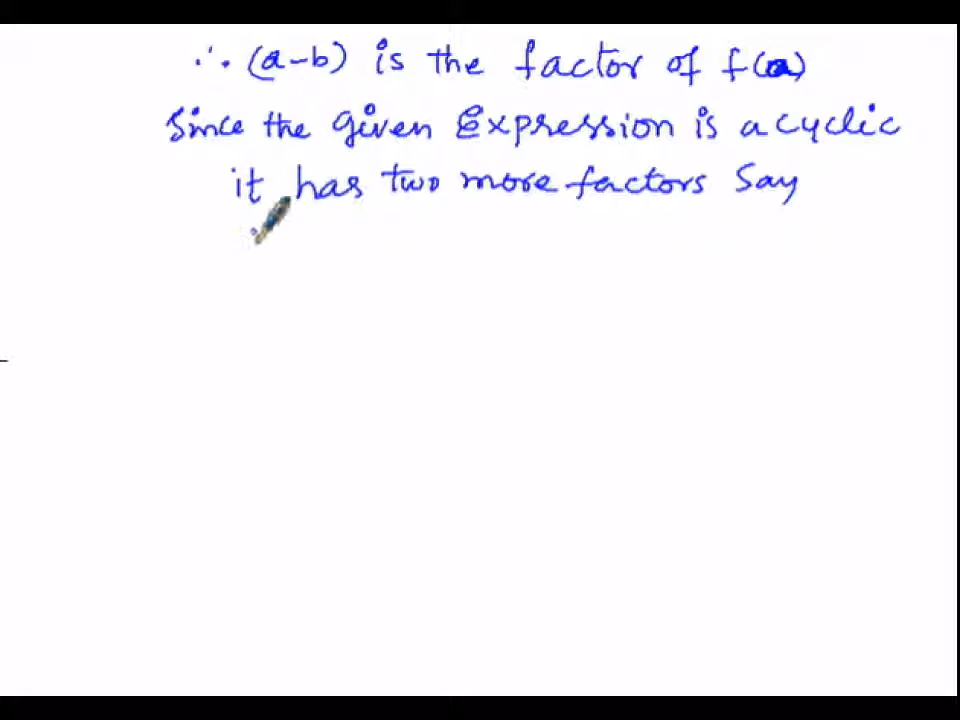 ∴ (a-b) is the factor of f(a)
Since the given Expression is a cyclic
it has two more factors say